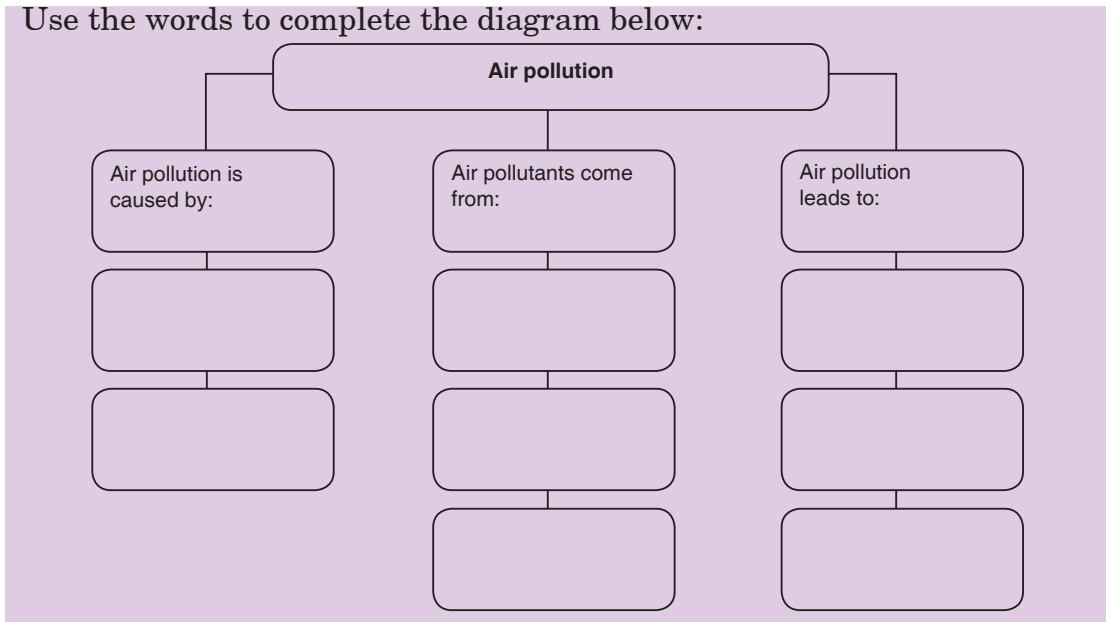 Use the words to complete the diagram below:
Air pollution
Air pollution is
caused by:
Air pollutants come
from:
Air pollution
leads to: